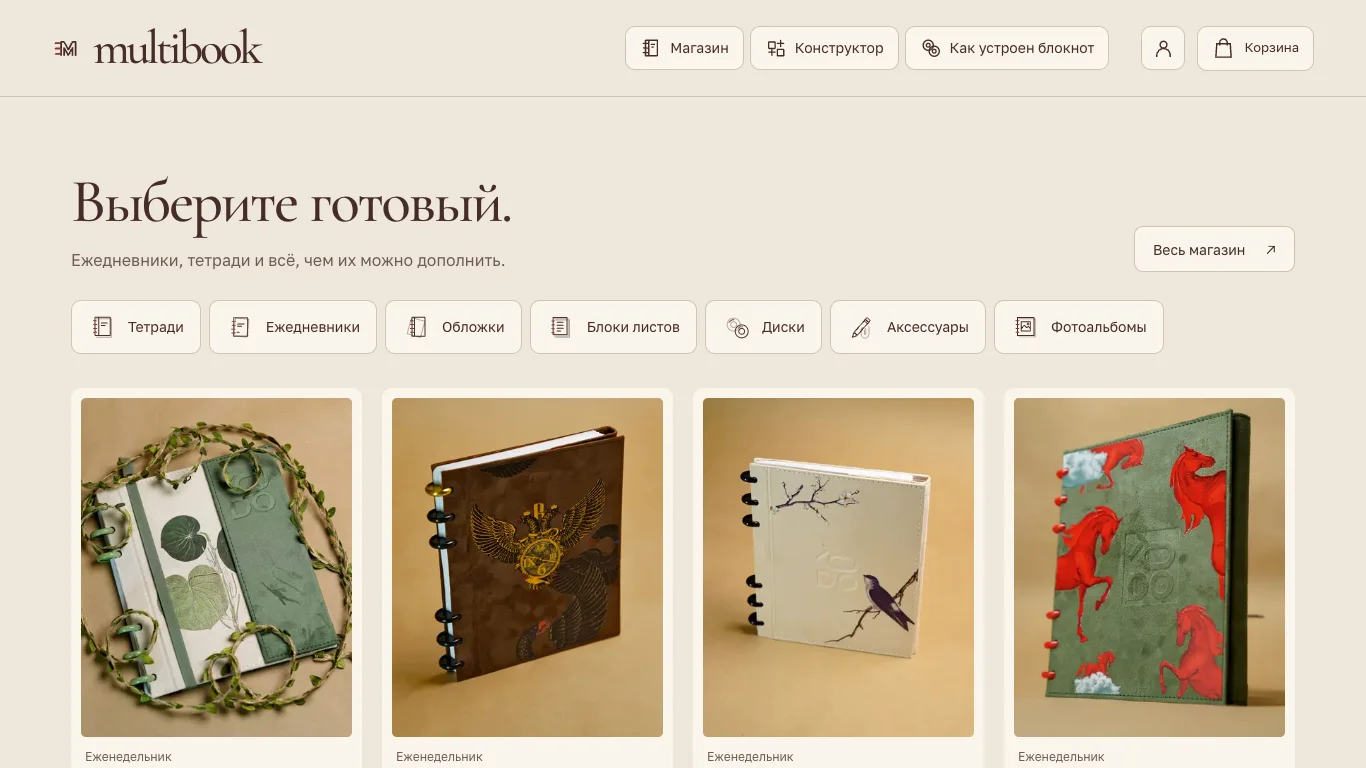 multibook
Магазин
Конструктор
Как устроен блокнот
Корзина
Выберите готовый.
Ежедневники, тетради и всё, чем их можно дополнить.
Весь магазин
Тетради
Ежедневники
Обложки
Блоки листов
Диски
Аксессуары
Фотоальбомы
Еженедельник
Еженедельник
Еженедельник
Еженедельник